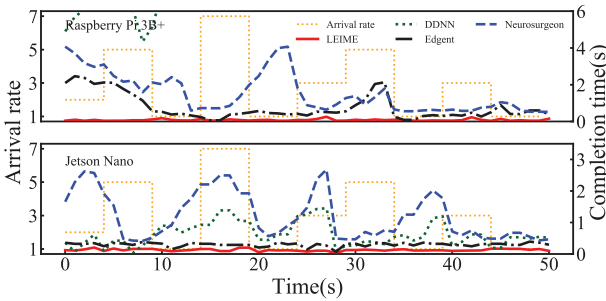 7
5
3
1
Raspberry Pi 3B+
Arrival rate
LEIME
DDNN
Edgent
Neurosurgeon
6
4
2
0
Arrival rate
Completion time(s)
7
5
3
1
Jetson Nano
3
2
1
0
0
10
20
30
40
50
Time(s)